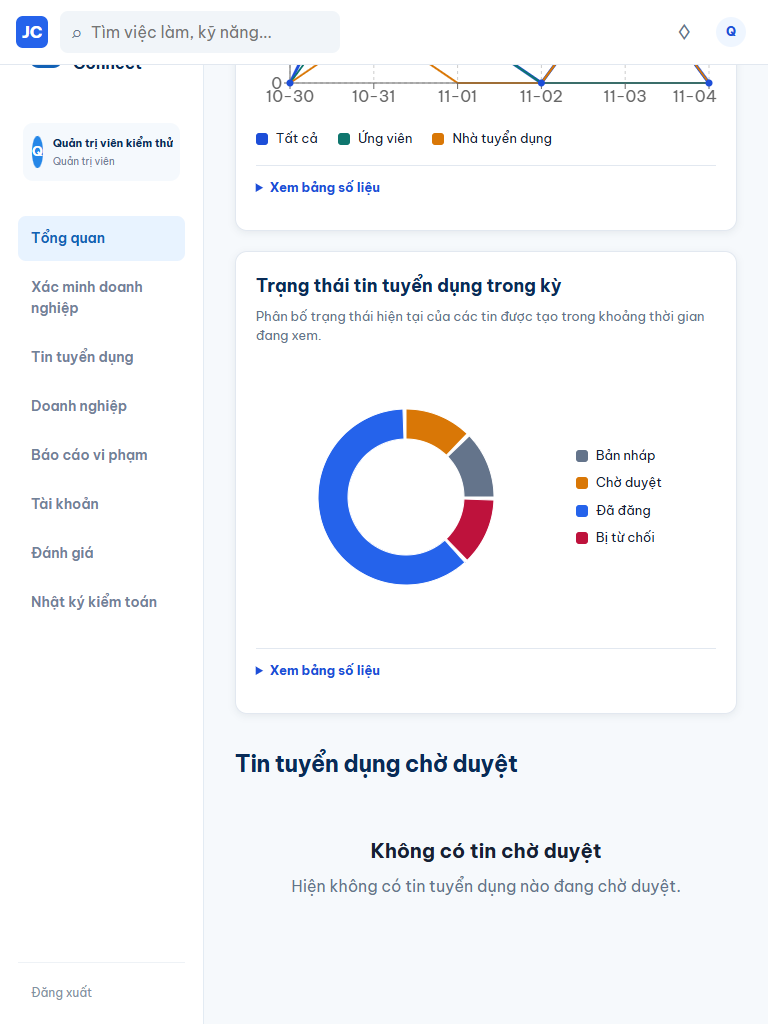 JC
Tìm việc làm, kỹ năng...
Q
Connect
Q
Quản trị viên kiểm thử
Quản trị viên
Tổng quan
Xác minh doanh
nghiệp
Tin tuyển dụng
Doanh nghiệp
Báo cáo vi phạm
Tài khoản
Đánh giá
Nhật ký kiểm toán
Đăng xuất
0
10-30
10-31
11-01
11-02
11-03
11-04
Tất cả
Ứng viên
Nhà tuyển dụng
Xem bảng số liệu
Trạng thái tin tuyển dụng trong kỳ
Phân bố trạng thái hiện tại của các tin được tạo trong khoảng thời gian
đang xem.
Bản nháp
Chờ duyệt
Đã đăng
Bị từ chối
Xem bảng số liệu
Tin tuyển dụng chờ duyệt
Không có tin chờ duyệt
Hiện không có tin tuyển dụng nào đang chờ duyệt.